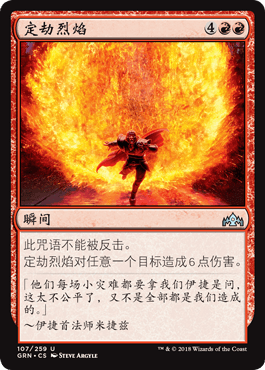 定劫烈焰 4
瞬间
此咒语不能被反击。
定劫烈焰对任意一个目标造成6点伤害。
「他们每场小灾难都要拿我们伊捷是问,
这太不公平了,又不是全部都是我们造成
的。」
～伊捷首法师米捷兹
107/259 U
GRN • CS STEVE ARGYLE
™ & © 2018 Wizards of the Coast